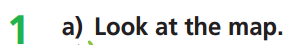 1 a) Look at the map.